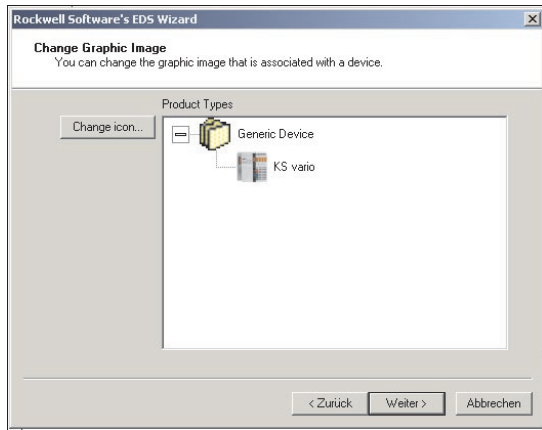 Rockwell Software's EDS Wizard
Change Graphic Image
You can change the graphic image that is associated with a device.
Product Types
Change icon...
Generic Device
KS vario
< Zurück
Weiter >
Abbrechen